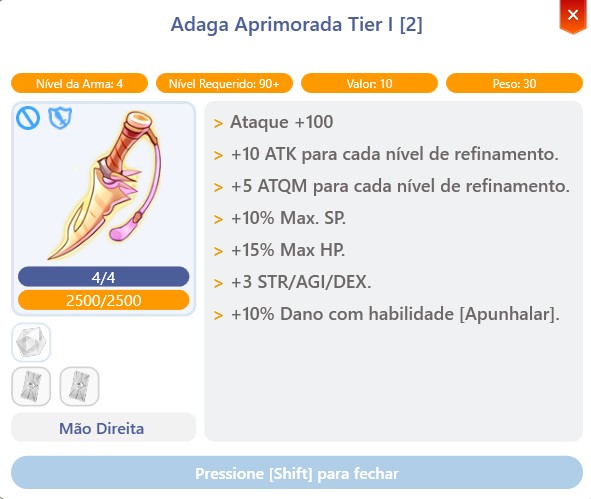 Adaga Aprimorada Tier I [2]
Nível da Arma: 4
Nível Requerido: 90+
Valor: 10
Peso: 30
> Ataque +100
> +10 ATK para cada nível de refinamento.
> +5 ATQM para cada nível de refinamento.
> +10% Max. SP.
> +15% Max HP.
> +3 STR/AGI/DEX.
> +10% Dano com habilidade [Apunhalar].
4/4
2500/2500
Mão Direita
Pressione [Shift] para fechar